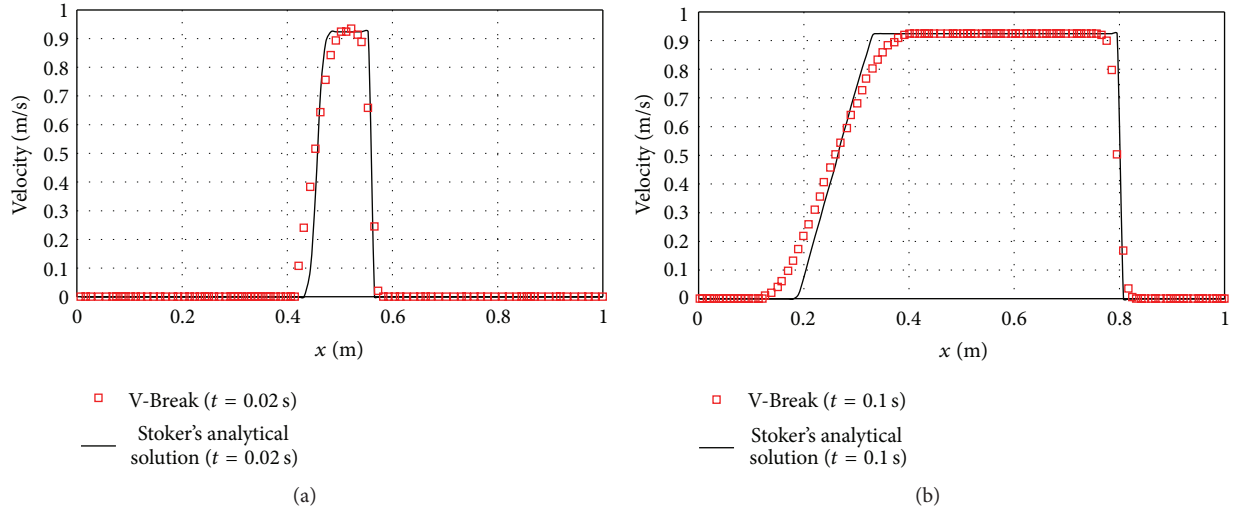 1
0.9
0.8
0.7
0.6
0.5
0.4
0.3
0.2
0.1
0
Velocity (m/s)
0 0.2 0.4 0.6 0.8 1
x (m)
V-Break (t = 0.02 s)
Stoker's analytical
solution (t = 0.02 s)
(a)
1
0.9
0.8
0.7
0.6
0.5
0.4
0.3
0.2
0.1
0
Velocity (m/s)
0 0.2 0.4 0.6 0.8 1
x (m)
V-Break (t = 0.1 s)
Stoker's analytical
solution (t = 0.1 s)
(b)